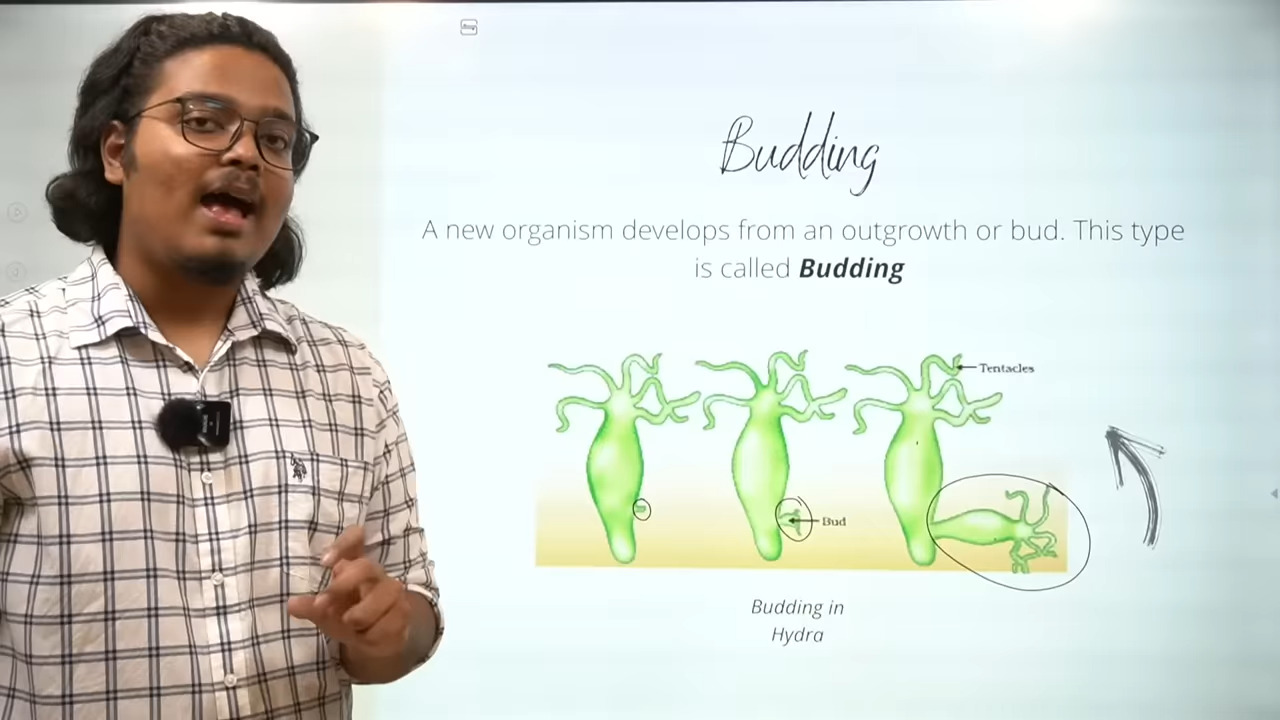 Budding
A new organism develops from an outgrowth or bud. This type
is called Budding
Tentacles
Bud
Budding in
Hydra